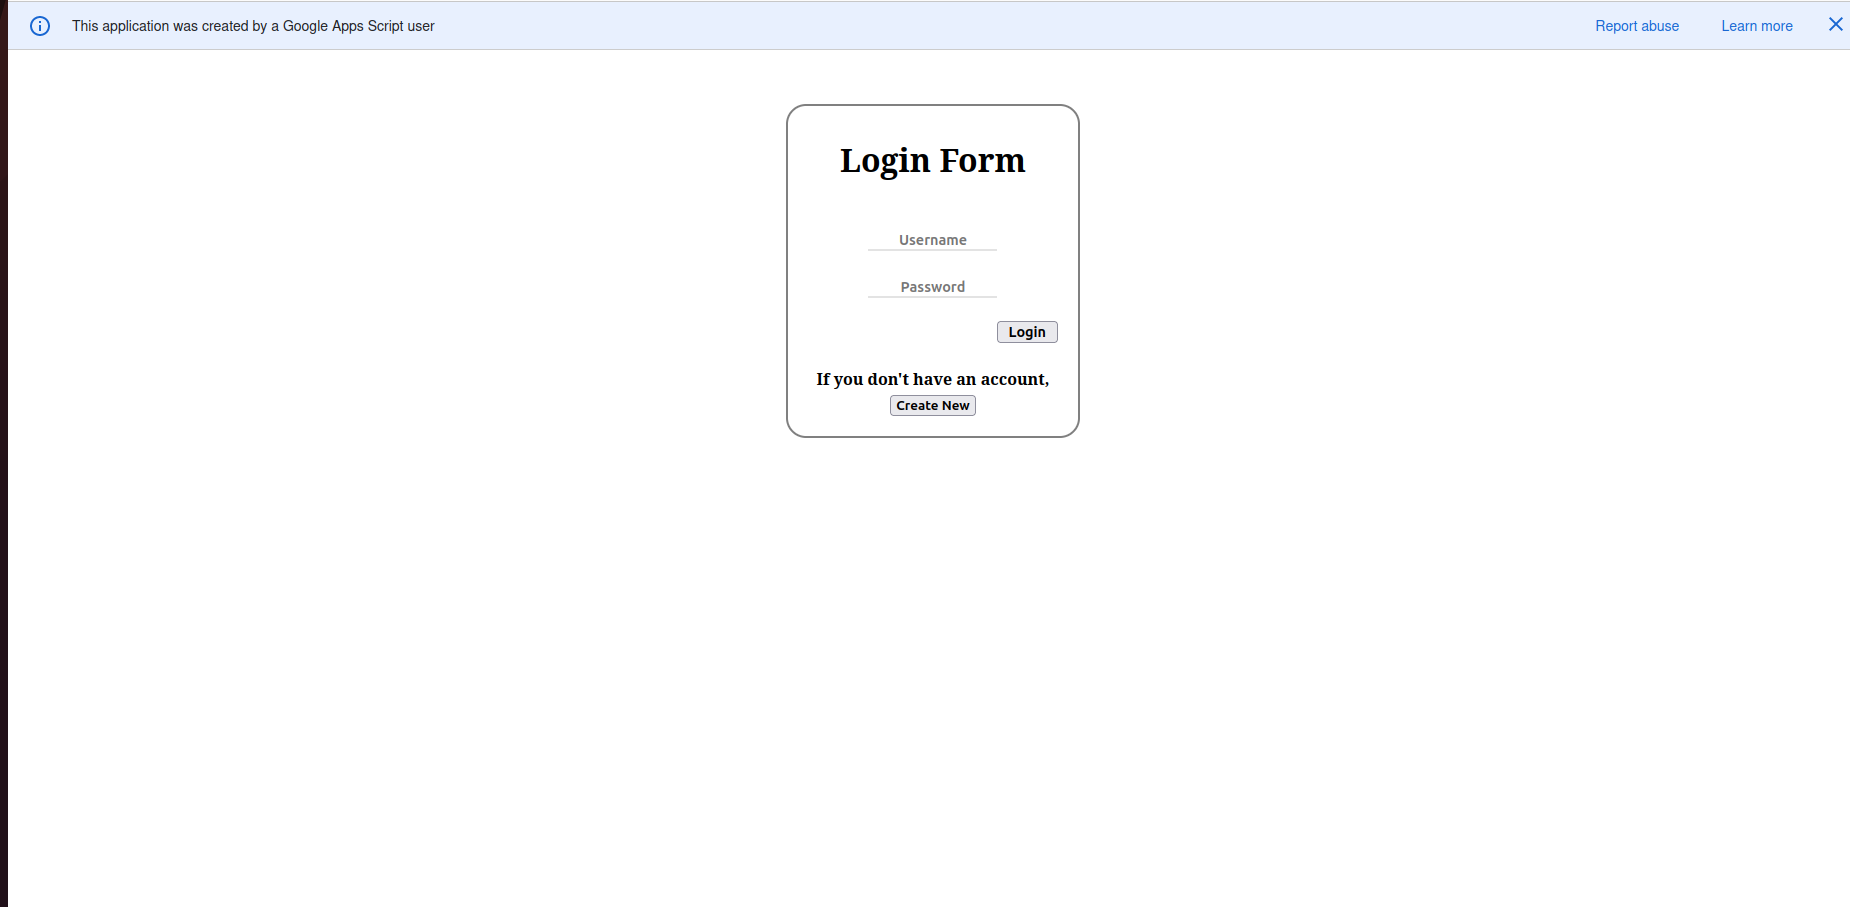 This application was created by a Google Apps Script user
Report abuse
Learn more
Login Form
Username
Password
Login
If you don't have an account,
Create New